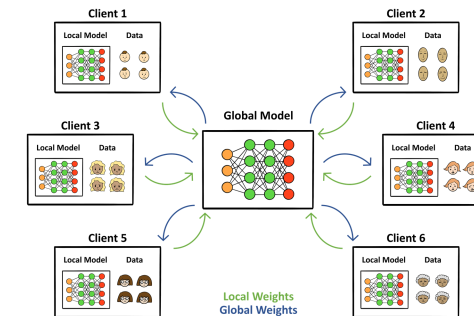 Client 1
Local Model Data
Client 2
Local Model Data
Global Model
Client 3
Local Model Data
Client 4
Local Model Data
Client 5
Local Model Data
Client 6
Local Model Data
Local Weights
Global Weights